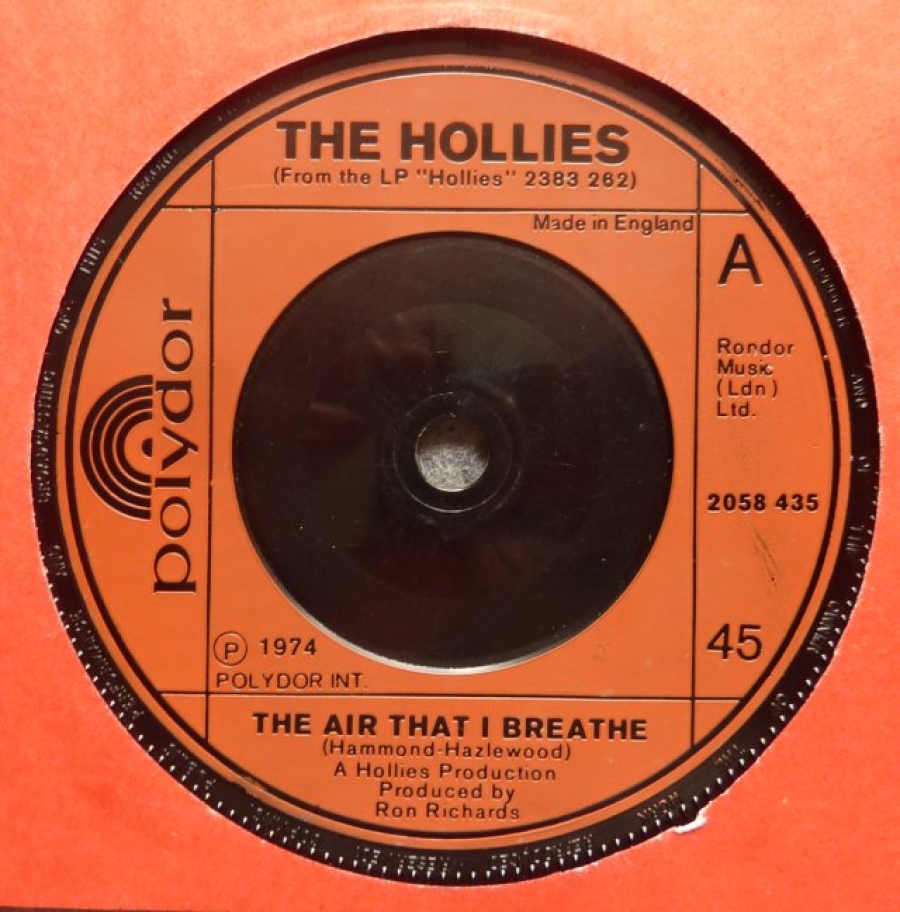 THE HOLLIES
(From the LP "Hollies" 2383 262)
Made in England
A
polydor
Rondor
Music
(Ldn)
Ltd.
2058 435
45
P 1974
POLYDOR INT.
THE AIR THAT I BREATHE
(Hammond-Hazlewood)
A Hollies Production
Produced by
Ron Richards